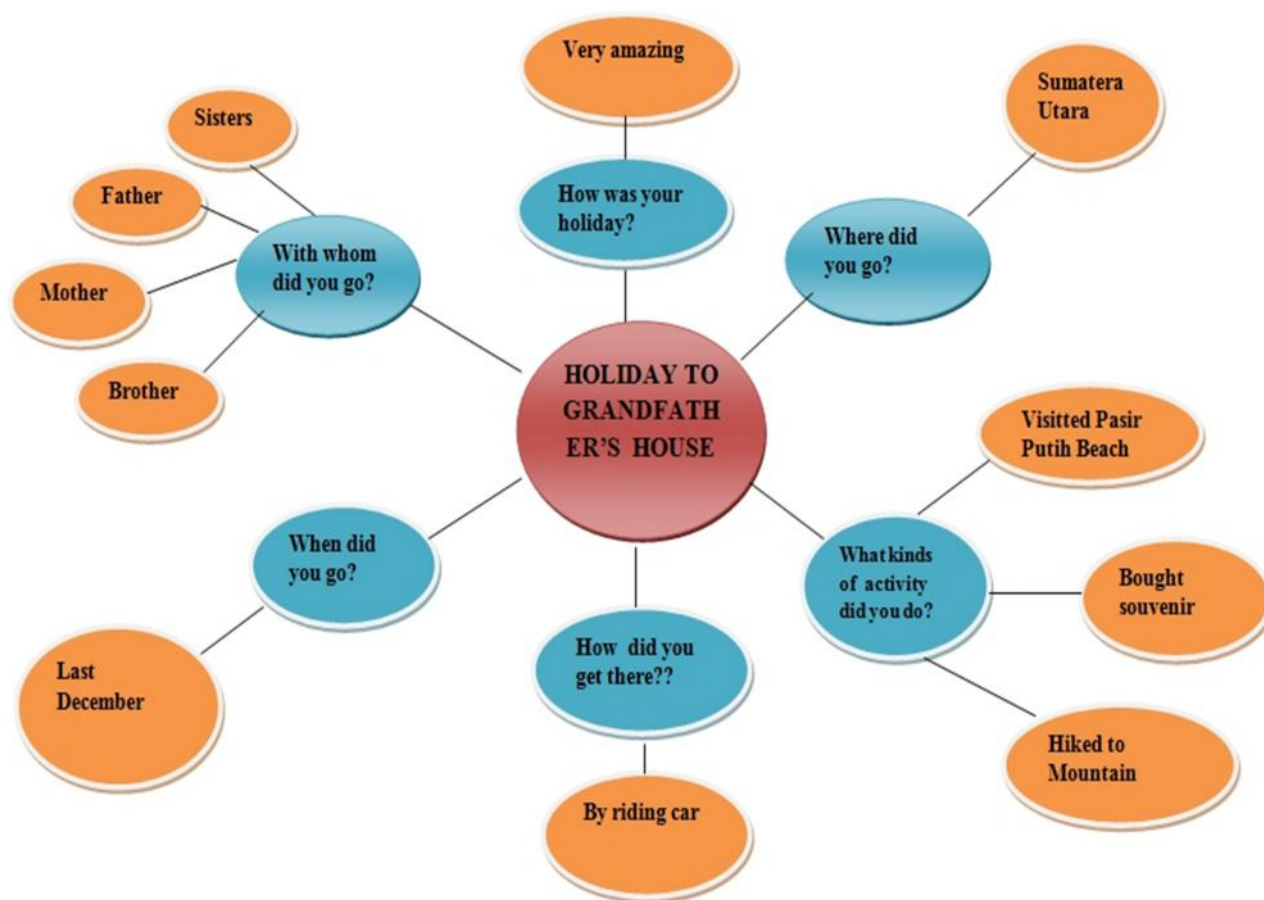 Very amazing
Sumatera
Utara
Sisters
Father
Mother
Brother
With whom
did you go?
How was your
holiday?
Where did
you go?
HOLIDAY TO
GRANDFATH
ER'S HOUSE
Visitted Pasir
Putih Beach
What kinds
of activity
did you do?
Bought
souvenir
Hiked to
Mountain
When did
you go?
Last
December
How did you
get there??
By riding car